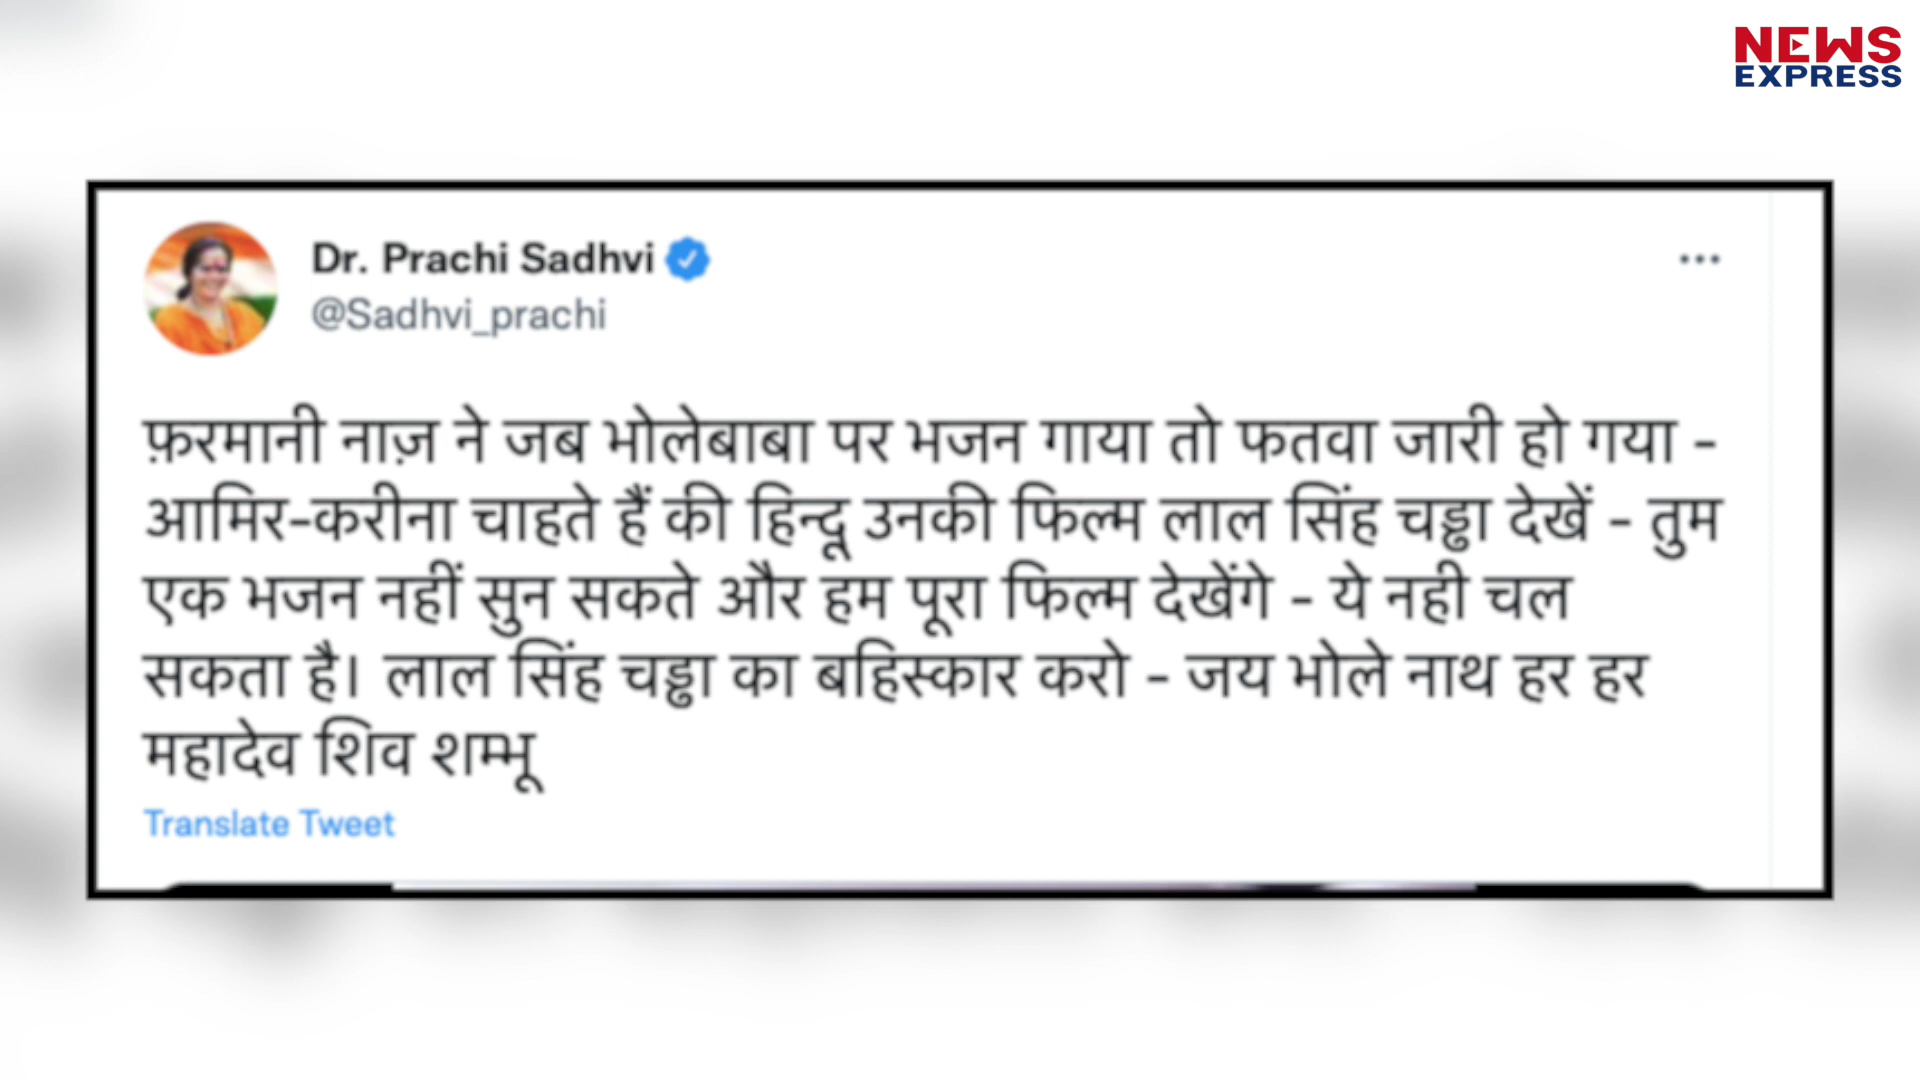 NEWS
EXPRESS
Dr. Prachi Sadhvi
@Sadhvi_prachi
फ़रमानी नाज़ ने जब भोलेबाबा पर भजन गाया तो फतवा जारी हो गया -
आमिर-करीना चाहते हैं की हिन्दू उनकी फिल्म लाल सिंह चड्ढा देखें - तुम
एक भजन नहीं सुन सकते और हम पूरा फिल्म देखेंगे - ये नही चल
सकता है। लाल सिंह चड्ढा का बहिस्कार करो - जय भोले नाथ हर हर
महादेव शिव शम्भू
Translate Tweet